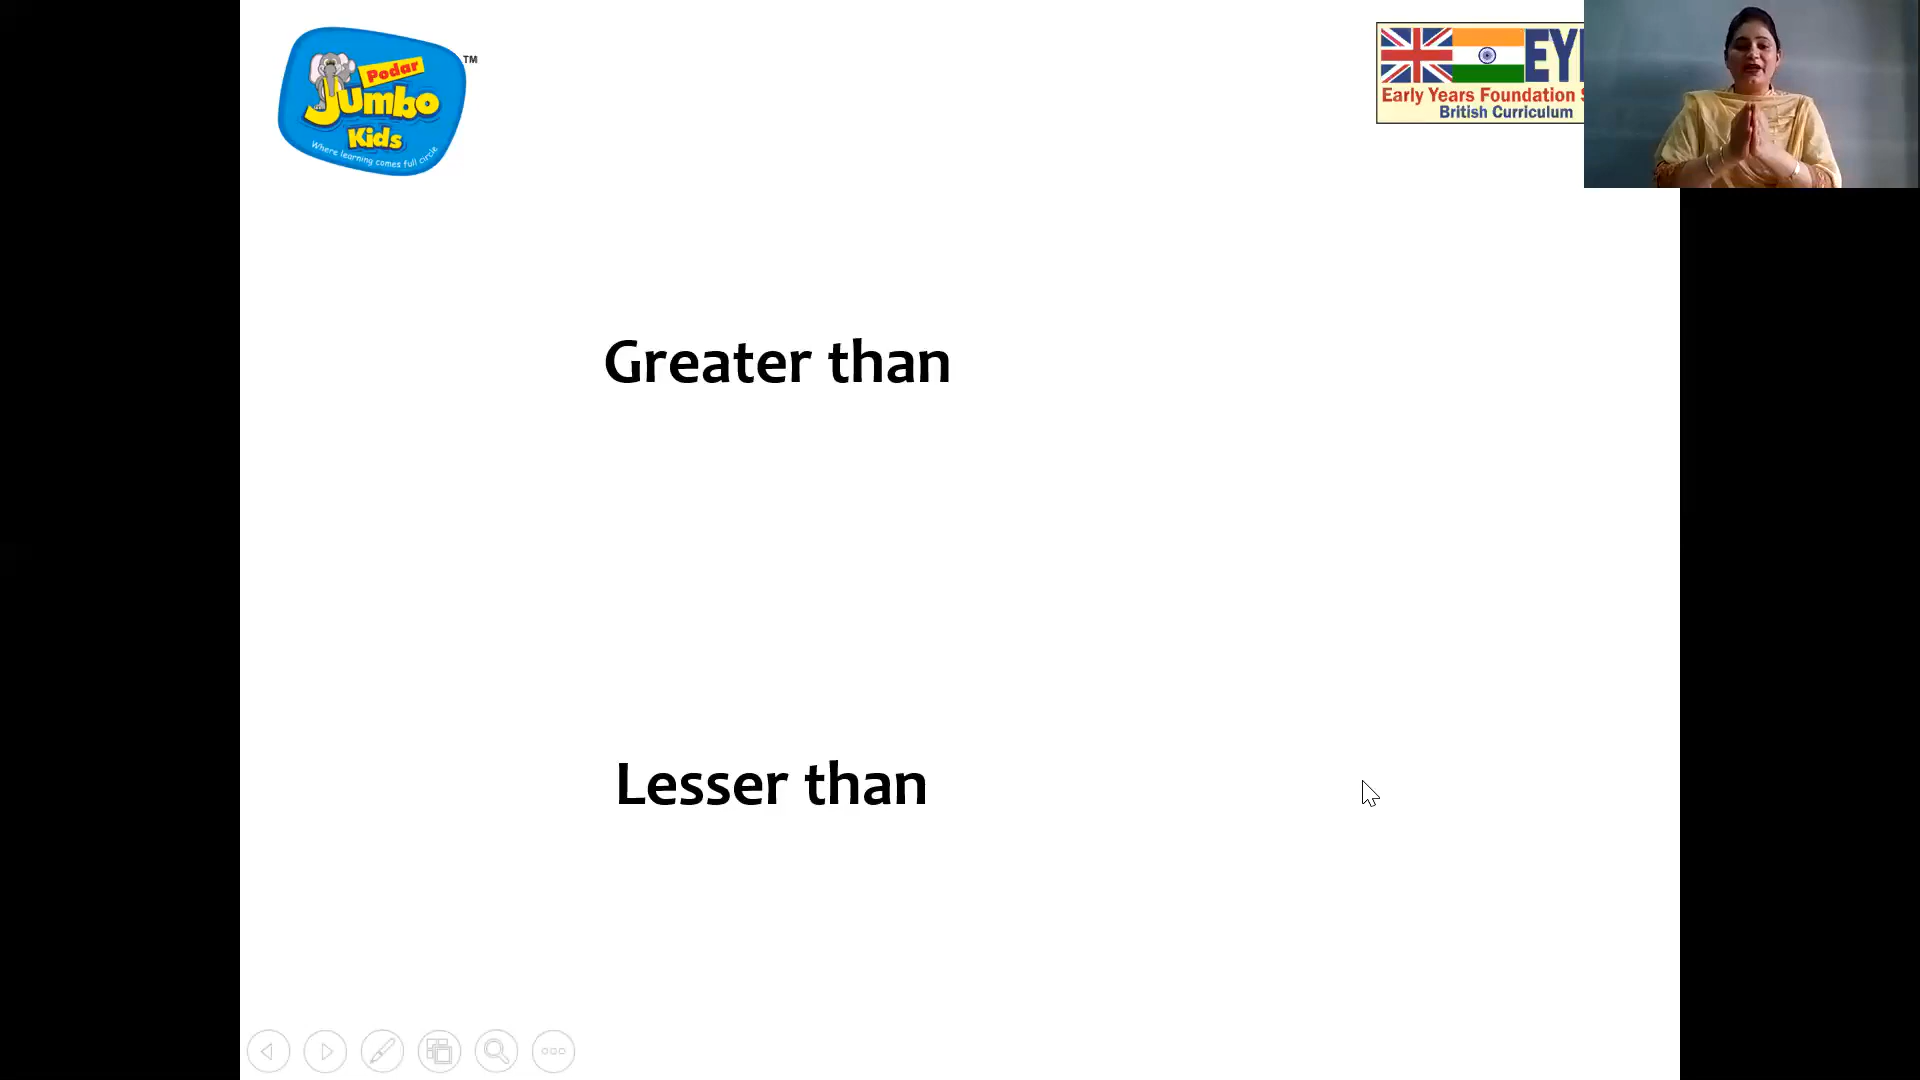 Podar
Jumbo
Kids
TM
Where learning comes full circle
EY
Early Years Foundation S
British Curriculum
Greater than
Lesser than